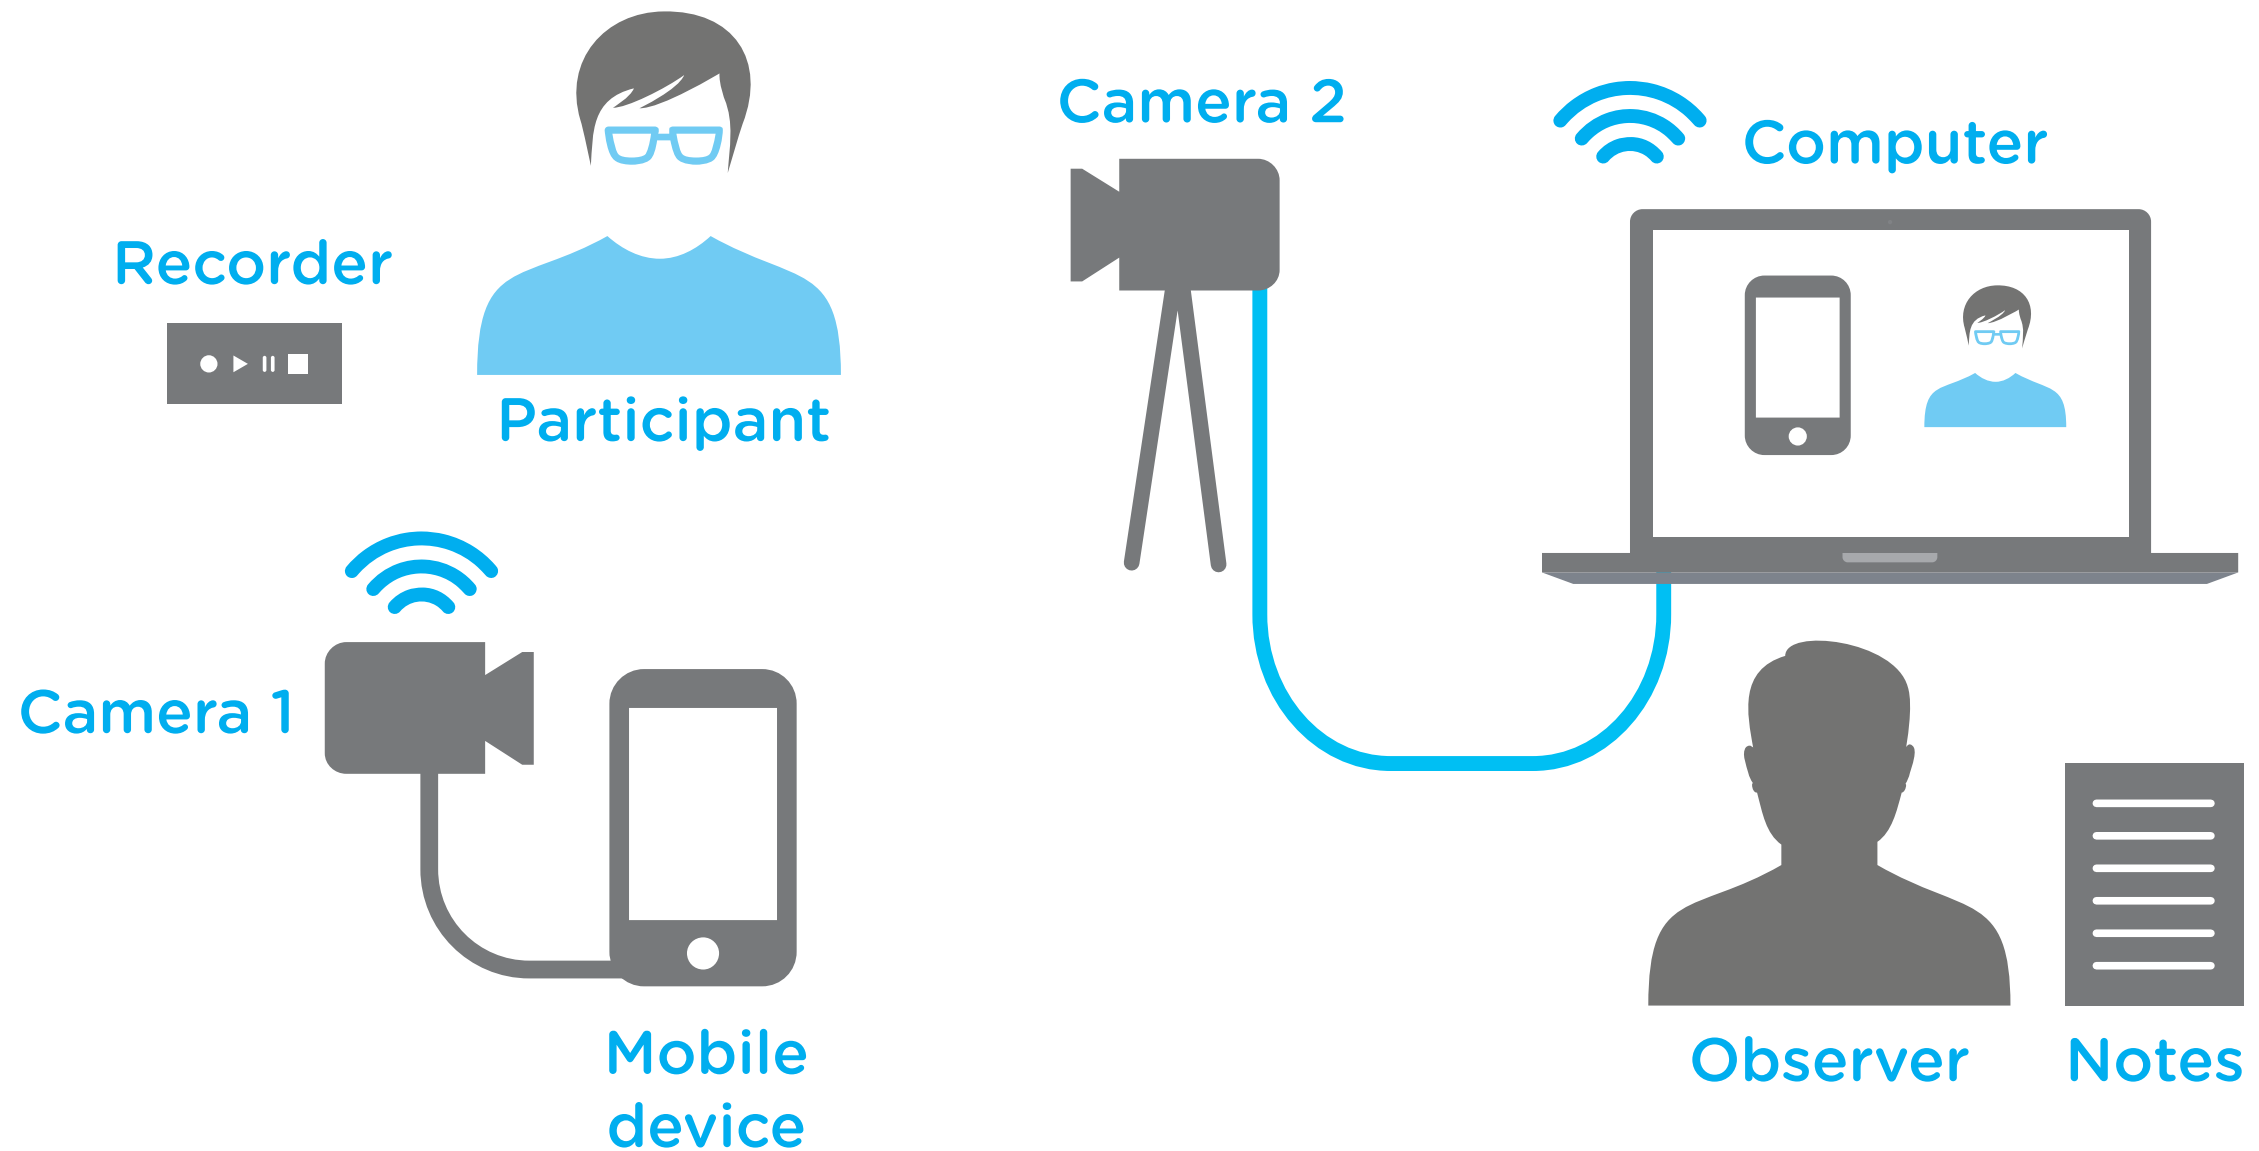 Camera 2
Computer
Recorder
Participant
Camera 1
Mobile
device
Observer
Notes